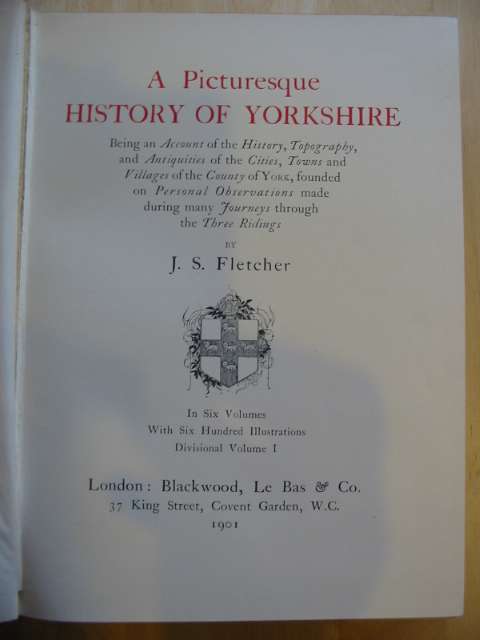 A Picturesque
HISTORY OF YORKSHIRE
Being an Account of the History, Topography,
and Antiquities of the Cities, Towns and
Villages of the County of YORK, founded
on Personal Observations made
during many Journeys through
the Three Ridings
BY
J. S. Fletcher
In Six Volumes
With Six Hundred Illustrations
Divisional Volume I
London: Blackwood, Le Bas & Co.
37 King Street, Covent Garden, W.C.
1901